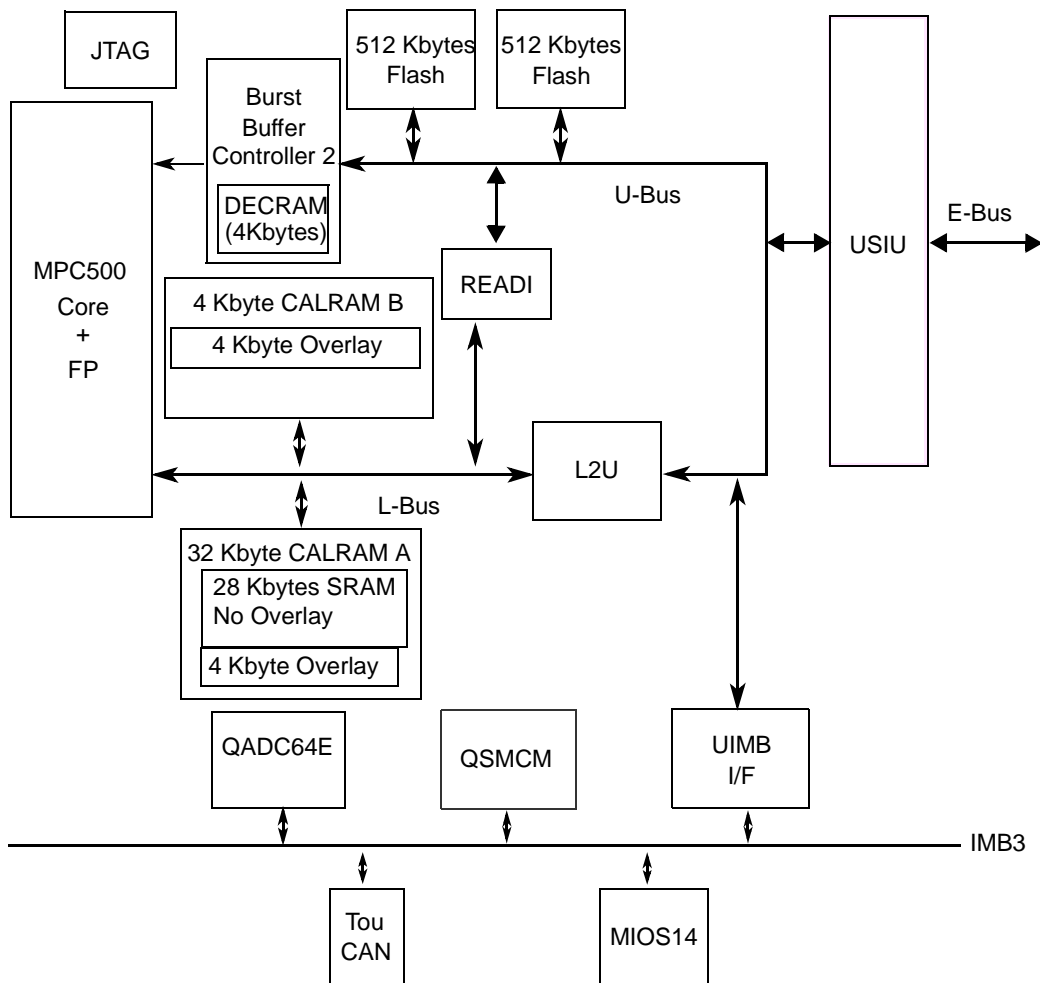 JTAG
512 Kbytes
Flash
512 Kbytes
Flash
Burst
Buffer
Controller 2
DECRAM
(4Kbytes)
U-Bus
E-Bus
USIU
MPC500
Core
+
FP
READI
4 Kbyte CALRAM B
4 Kbyte Overlay
L2U
L-Bus
32 Kbyte CALRAM A
28 Kbytes SRAM
No Overlay
4 Kbyte Overlay
QADC64E
QSMCM
UIMB
I/F
IMB3
Tou
CAN
MIOS14